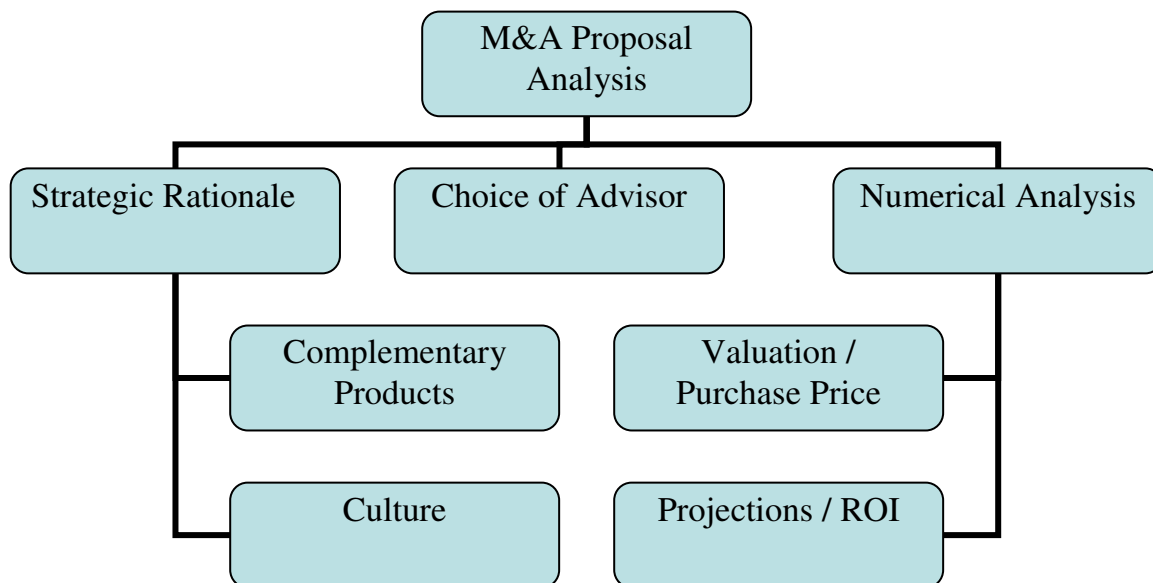 M&A Proposal
Analysis
Strategic Rationale
Choice of Advisor
Numerical Analysis
Complementary
Products
Valuation /
Purchase Price
Culture
Projections / ROI